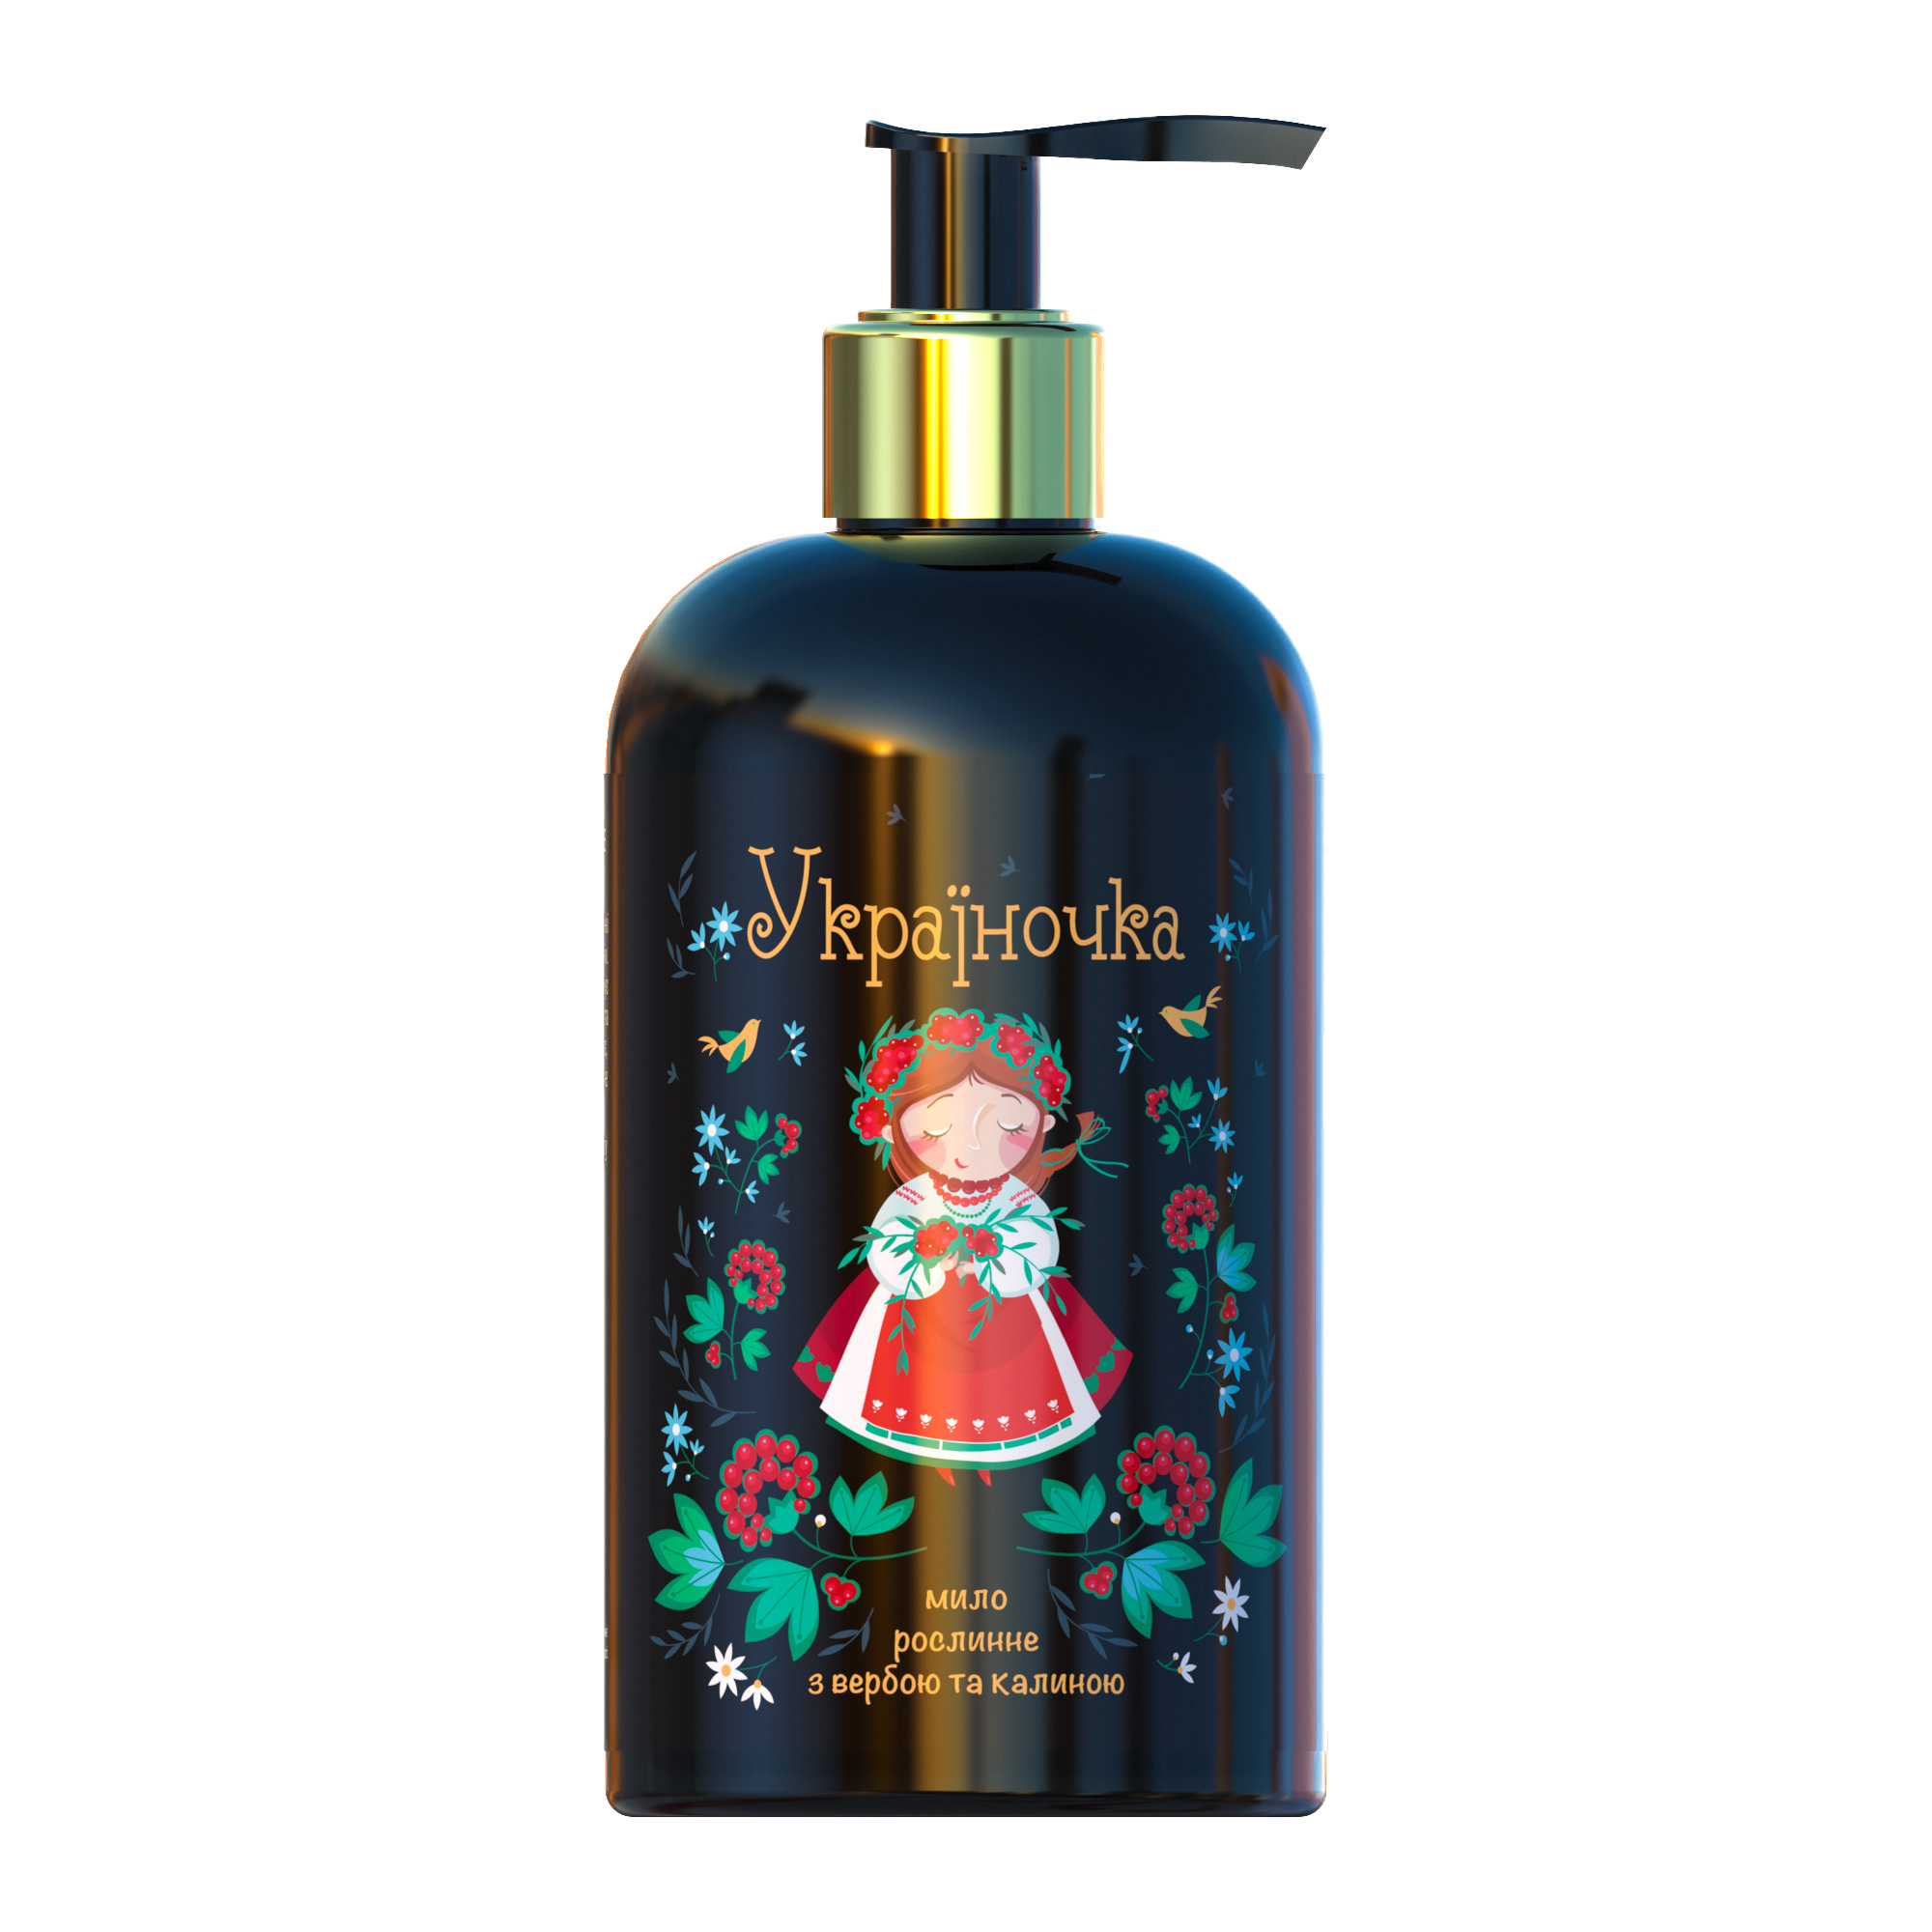 Україночка
мило
рослинне
з вербою та калиною